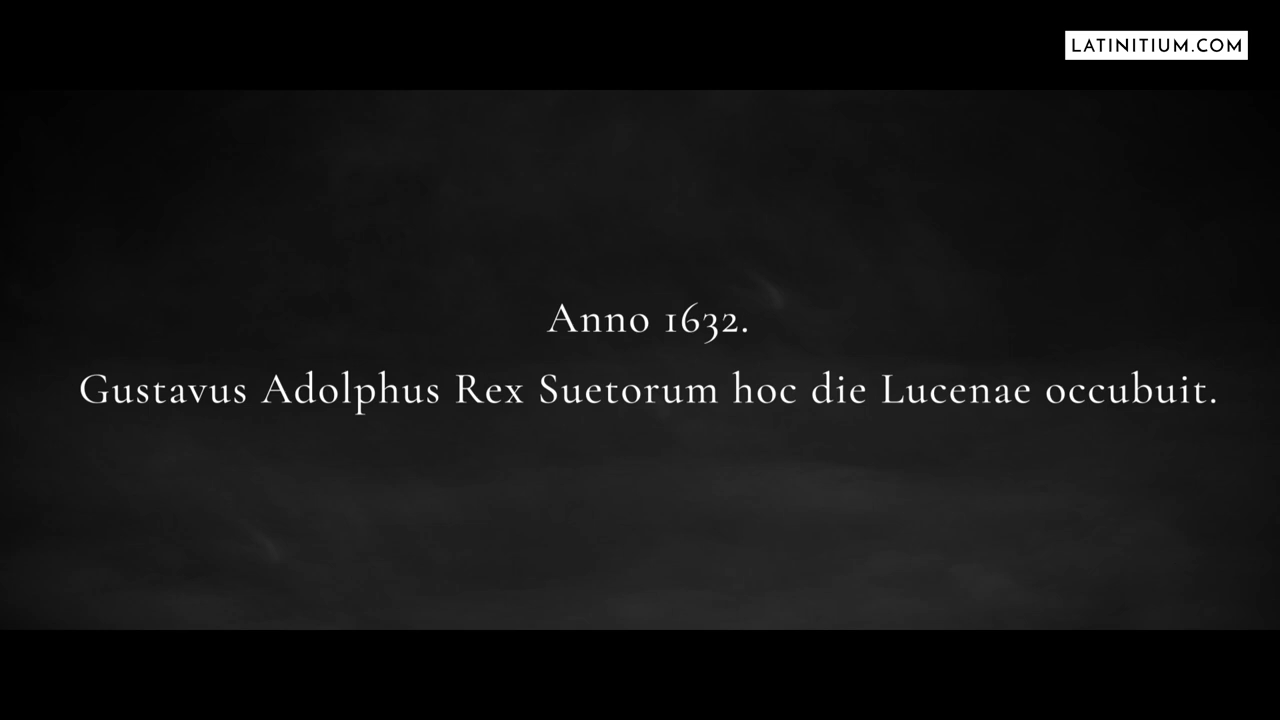 LATINITIUM.COM
Anno 1632.
Gustavus Adolphus Rex Suetorum hoc die Lucenae occubuit.